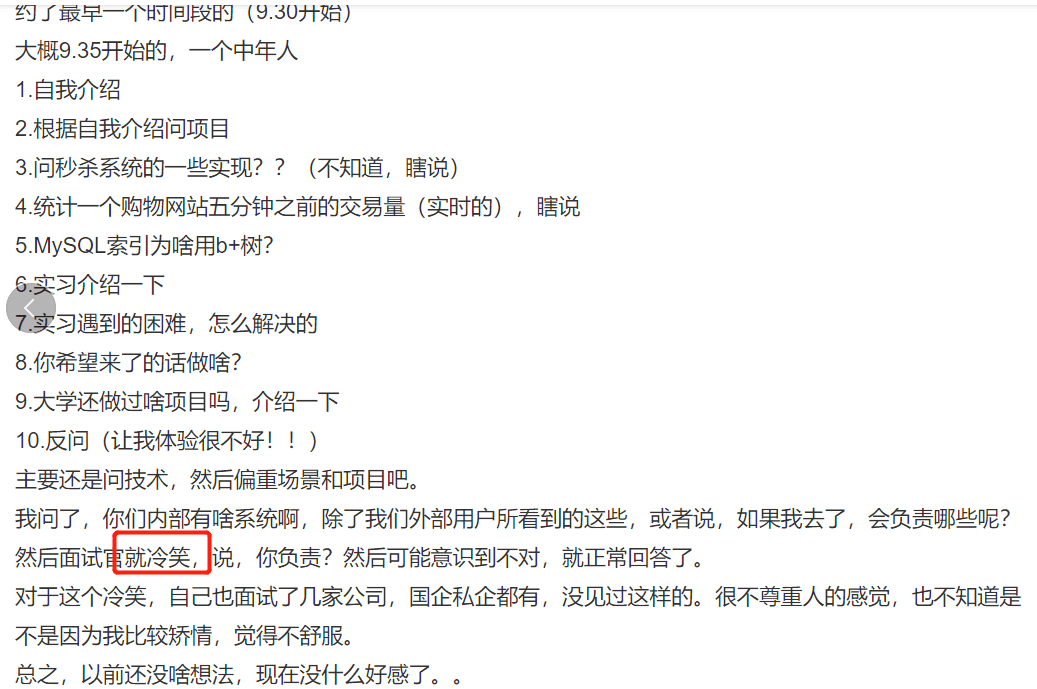 约了最早一个时间段的（9.30开始）
大概9.35开始的，一个中年人
1.自我介绍
2.根据自我介绍问项目
3.问秒杀系统的一些实现？？（不知道，瞎说）
4.统计一个购物网站五分钟之前的交易量（实时的），瞎说
5.MySQL索引为啥用b+树？
6.实习介绍一下
7.实习遇到的困难，怎么解决的
8.你希望来了的话做啥？
9.大学还做过啥项目吗，介绍一下
10.反问（让我体验很不好！！）
主要还是问技术，然后偏重场景和项目吧。
我问了，你们内部有啥系统啊，除了我们外部用户所看到的这些，或者说，如果我去了，会负责哪些呢？
然后面试官就冷笑，说，你负责？然后可能意识到不对，就正常回答了。
对于这个冷笑，自己也面试了几家公司，国企私企都有，没见过这样的。很不尊重人的感觉，也不知道是
不是因为我比较矫情，觉得不舒服。
总之，以前还没啥想法，现在没什么好感了。。